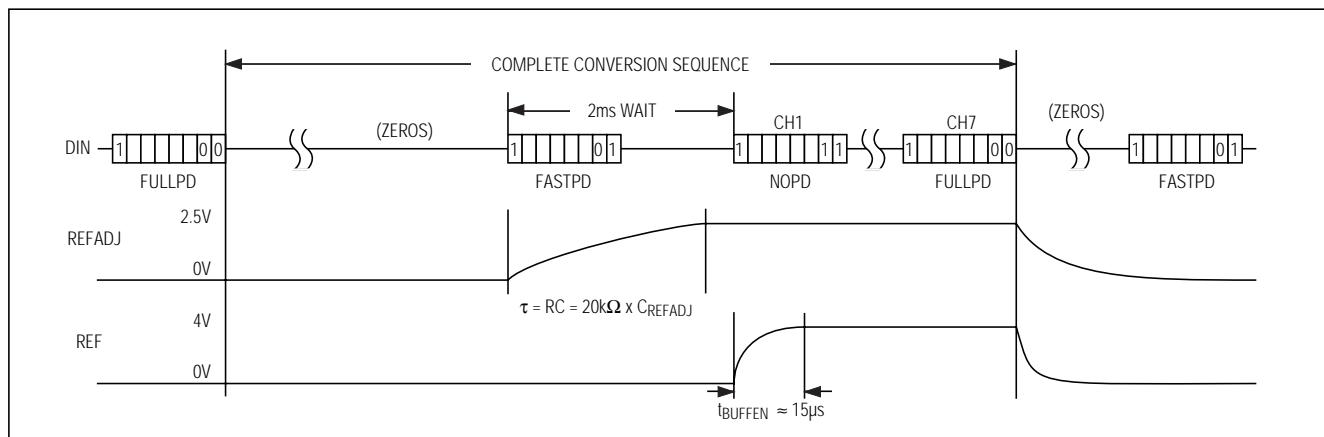 COMPLETE CONVERSION SEQUENCE
2ms WAIT
(ZEROS)
CH1
CH7
(ZEROS)
DIN
1 0 0
1 0 1
1 1 1
1 0 0
1 0 1
FULLPD
FASTPD
NOPD
FULLPD
FASTPD
2.5V
REFADJ
0V
τ = RC = 20kΩ x CREFADJ
4V
REF
0V
tBUFFEN ≈ 15μs